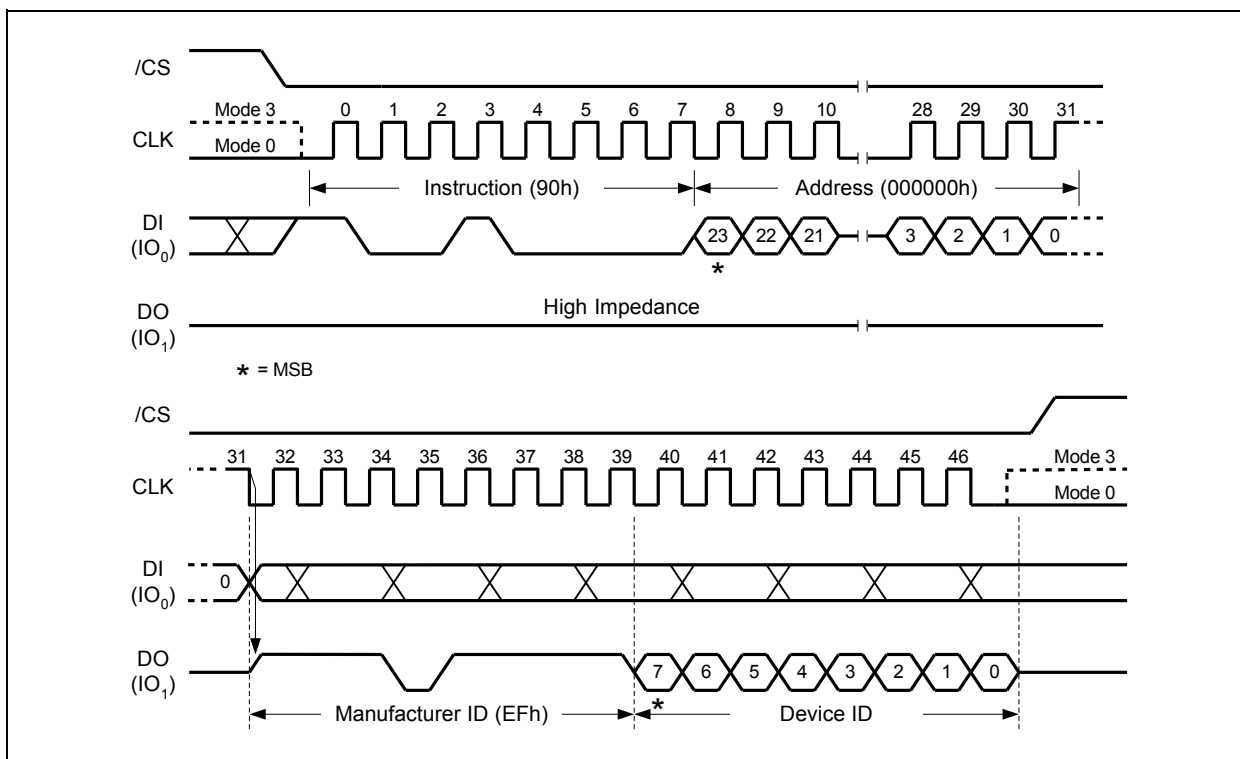 /CS
Mode 3
0 1 2 3 4 5 6 7 8 9 10 28 29 30 31
CLK
Mode 0
Instruction (90h)
Address (000000h)
DI
(IO0)
23 22 21 3 2 1 0
*
High Impedance
DO
(IO1)
* = MSB
/CS
31 32 33 34 35 36 37 38 39 40 41 42 43 44 45 46
Mode 3
CLK
Mode 0
DI
(IO0)
0
DO
(IO1)
7 6 5 4 3 2 1 0
*
Manufacturer ID (EFh)
Device ID